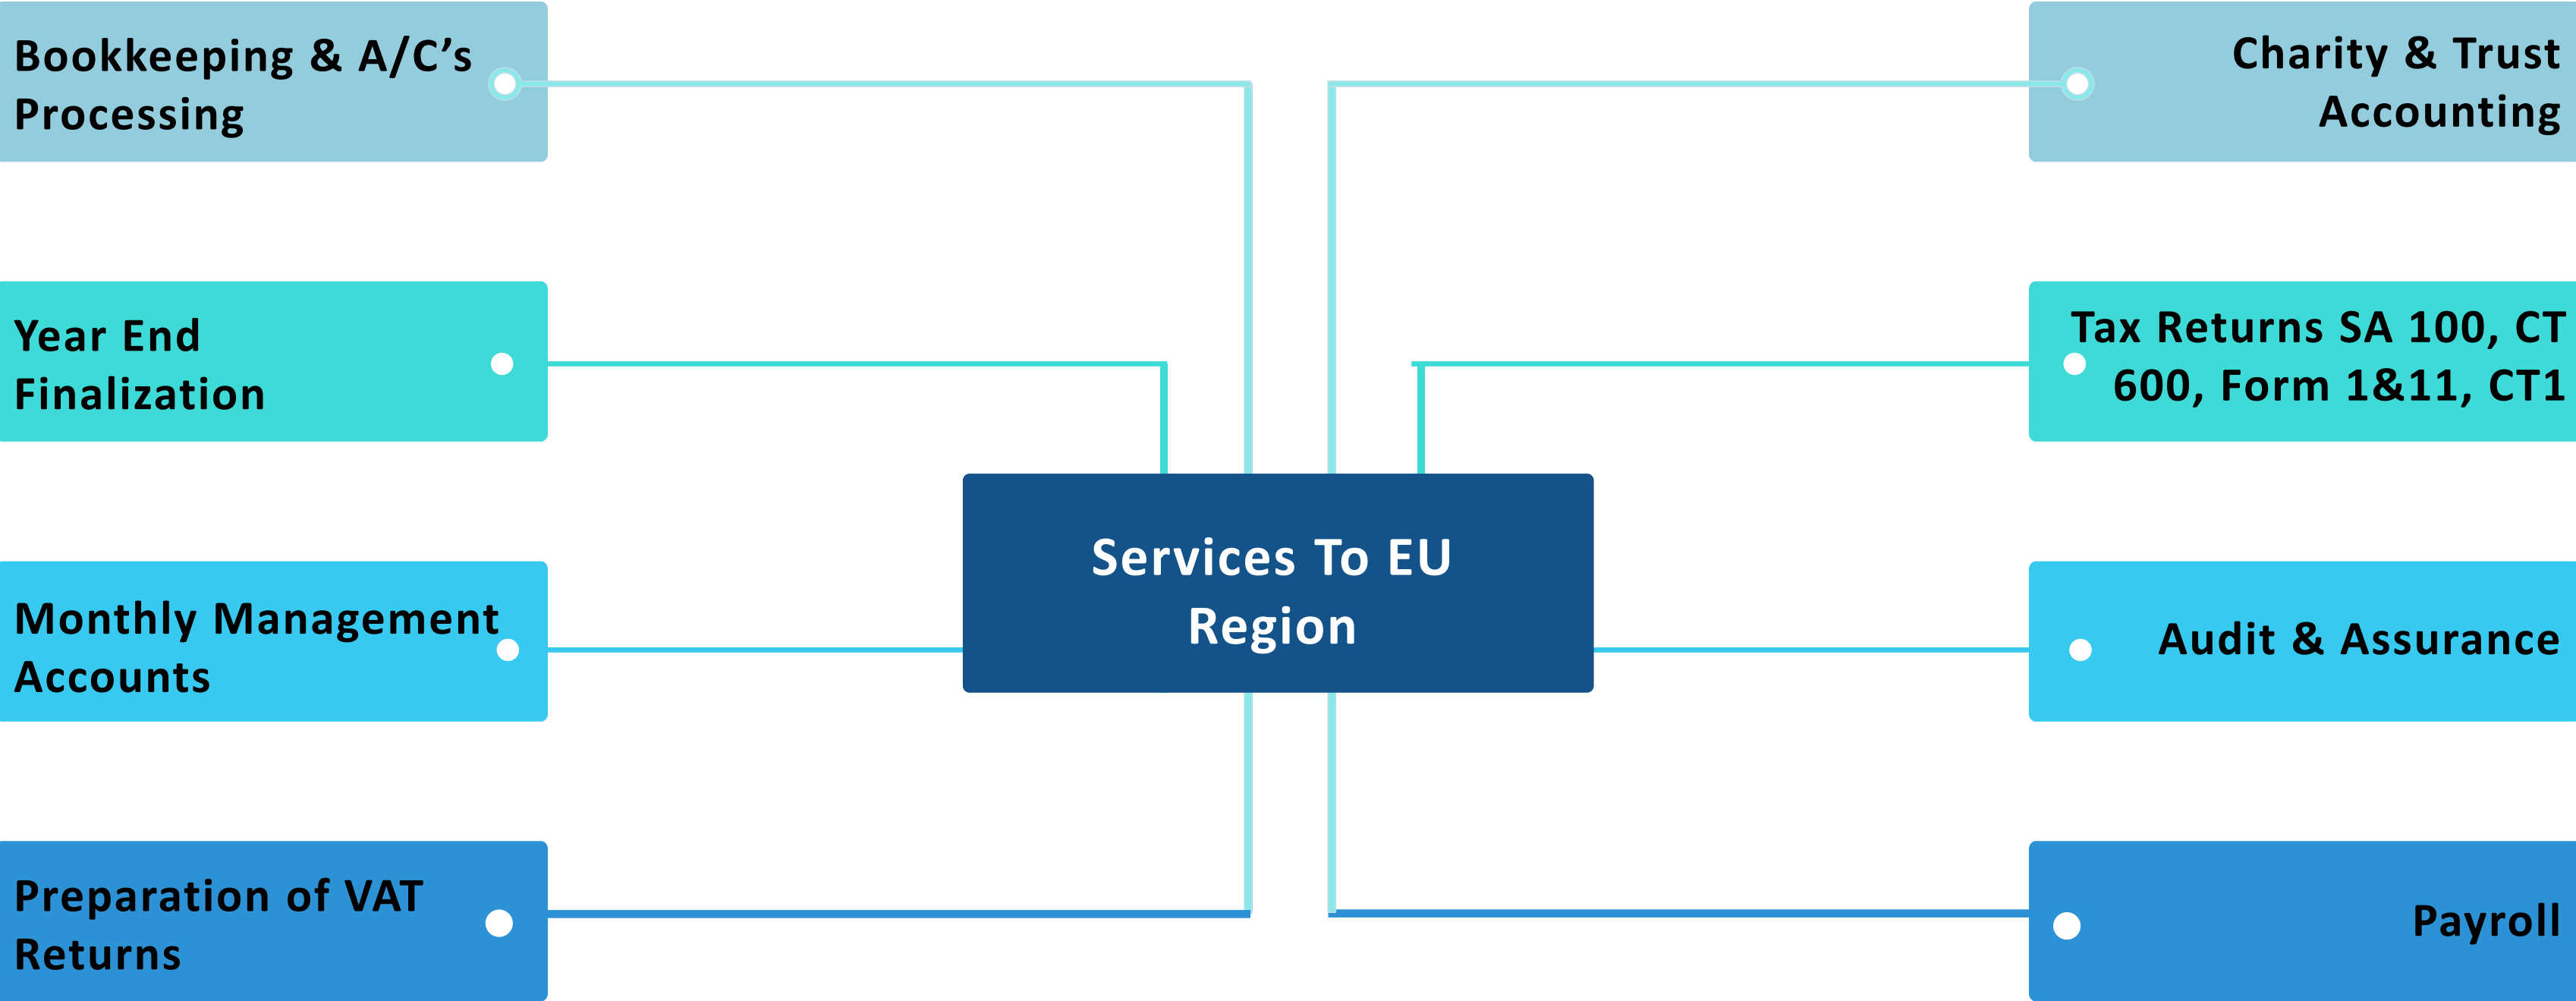 Bookkeeping & A/C’s
Processing
Charity & Trust
Accounting
Year End
Finalization
Tax Returns SA 100, CT
600, Form 1&11, CT1
Services To EU
Region
Monthly Management
Accounts
Audit & Assurance
Preparation of VAT
Returns
Payroll